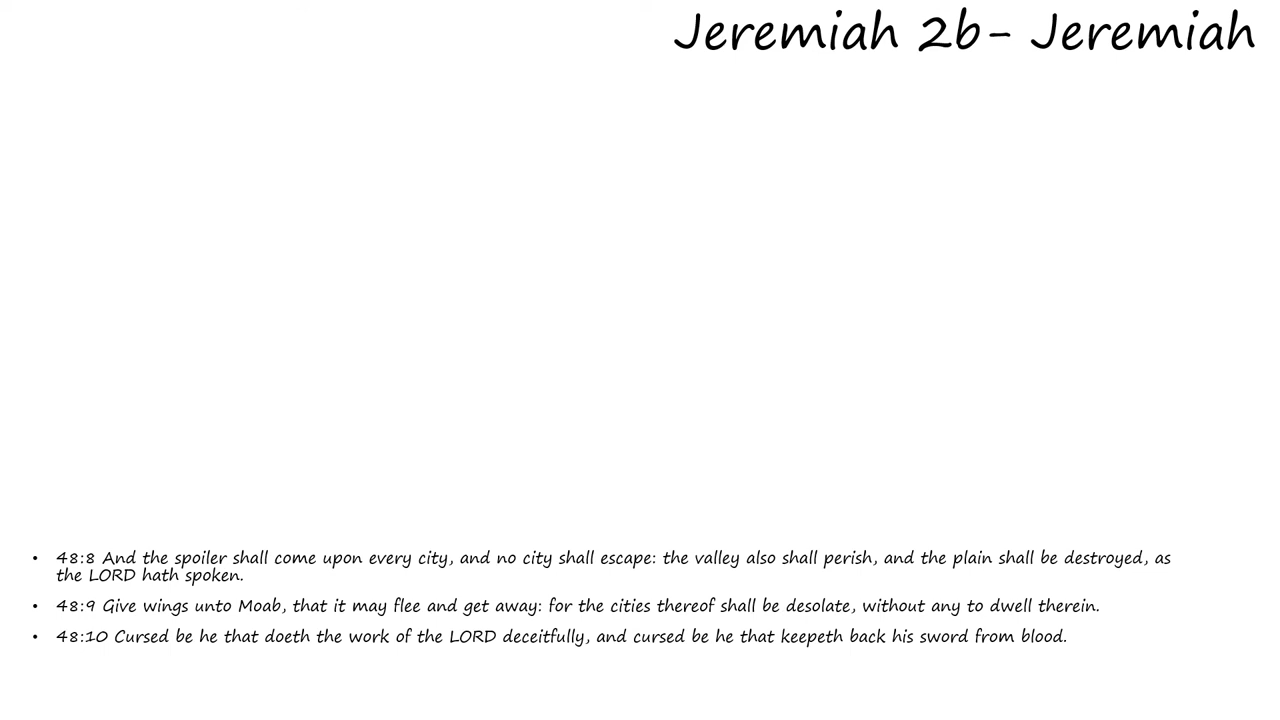 Jeremiah 2b- Jeremiah
• 48:8 And the spoiler shall come upon every city, and no city shall escape: the valley also shall perish, and the plain shall be destroyed, as
the LORD hath spoken.
• 48:9 Give wings unto Moab, that it may flee and get away: for the cities thereof shall be desolate, without any to dwell therein.
• 48:10 Cursed be he that doeth the work of the LORD deceitfully, and cursed be he that keepeth back his sword from blood.